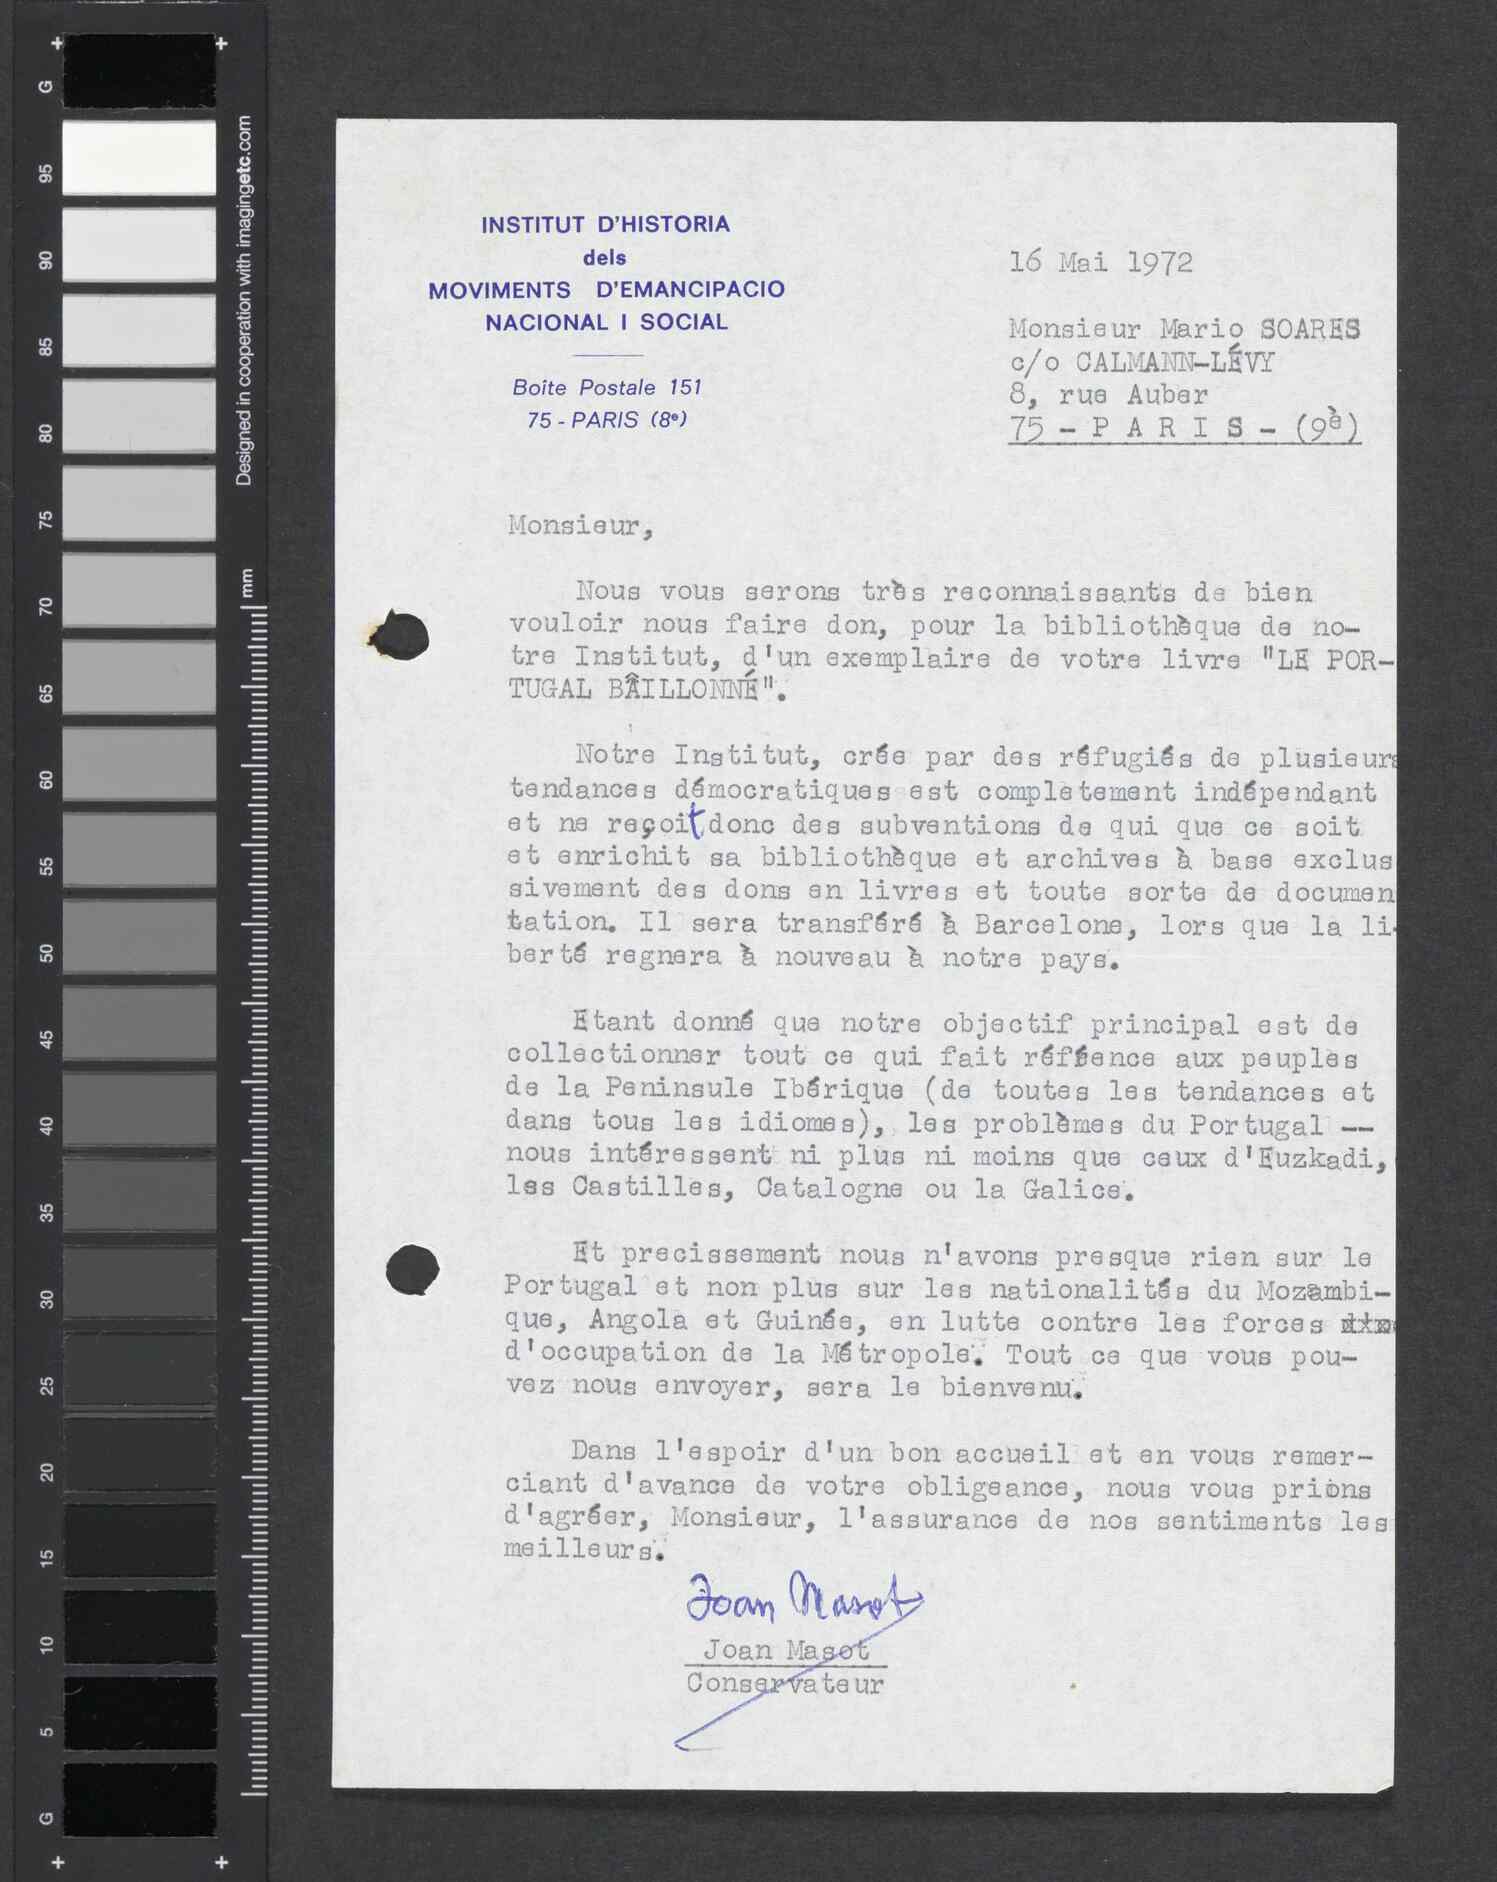 INSTITUT D'HISTORIA
dels
MOVIMENTS D'EMANCIPACIO
NACIONAL I SOCIAL
Boîte Postale 151
75 - PARIS (8e)
16 Mai 1972
Monsieur Mario SOARES
c/o CALMANN-LÉVY
8, rue Auber
75 - P A R I S - (9è)
Monsieur,
Nous vous serons très reconnaissants de bien
vouloir nous faire don, pour la bibliothèque de no-
tre Institut, d'un exemplaire de votre livre "LE POR-
TUGAL BÂILLONNÉ".
Notre Institut, crée par des réfugiés de plusieurs
tendances démocratiques est completement indépendant
et ne reçoit donc des subventions de qui que ce soit
et enrichit sa bibliothèque et archives à base exclus
sivement des dons en livres et toute sorte de documen
tation. Il sera transféré à Barcelone, lors que la li-
berté regnera à nouveau à notre pays.
Etant donné que notre objectif principal est de
collectionner tout ce qui fait référence aux peuples
de la Peninsule Ibérique (de toutes les tendances et
dans tous les idiomes), les problèmes du Portugal --
nous intéressent ni plus ni moins que ceux d'Euzkadi,
les Castilles, Catalogne ou la Galice.
Et precissement nous n'avons presque rien sur le
Portugal et non plus sur les nationalités du Mozambi-
que, Angola et Guinée, en lutte contre les forces
d'occupation de la Métropole. Tout ce que vous pou-
vez nous envoyer, sera le bienvenu.
Dans l'espoir d'un bon accueil et en vous remer-
ciant d'avance de votre obligeance, nous vous prions
d'agréer, Monsieur, l'assurance de nos sentiments les
meilleurs.
Joan Masot
Joan Masot
Conservateur
Designed in cooperation with imagingetc.com
mm
G
95
90
85
80
75
70
65
60
55
50
45
40
35
30
25
20
15
10
5
G